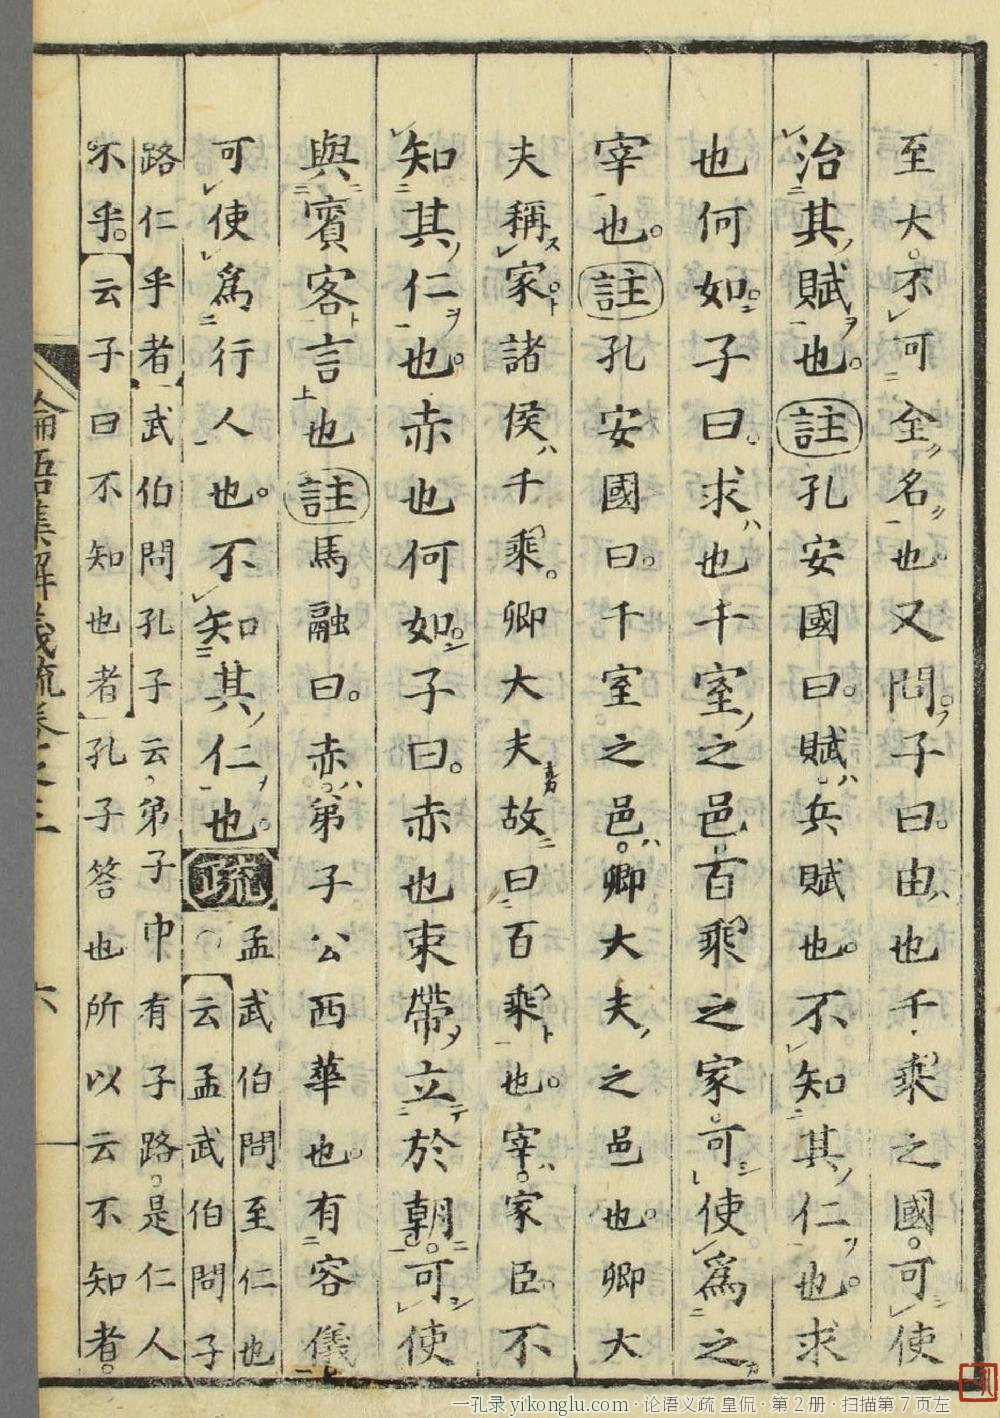 至大不可全名也又問子曰由也千乘之國可使
治其賦也註孔安國曰賦兵賦也不知其仁也求
也何如子曰求也千室之邑百乘之家可使爲之
宰也註孔安國曰千室之邑卿大夫之邑也卿大
夫稱家諸侯千乘卿大夫故曰百乘也宰家臣不
知其仁也赤也何如子曰赤也束帶立於朝可使
與賓客言也註馬融曰赤弟子公西華也有容儀
可使爲行人也不知其仁也疏
孟武伯問至仁也
云孟武伯問子
路仁乎者武伯問孔子云弟子中有子路是仁人
不乎云子曰不知也者孔子答也所以云不知者
論語集解義疏卷之三
六
一孔录 yikonglu.com · 论语义疏 皇侃 · 第 2 册 · 扫描第 7 页左